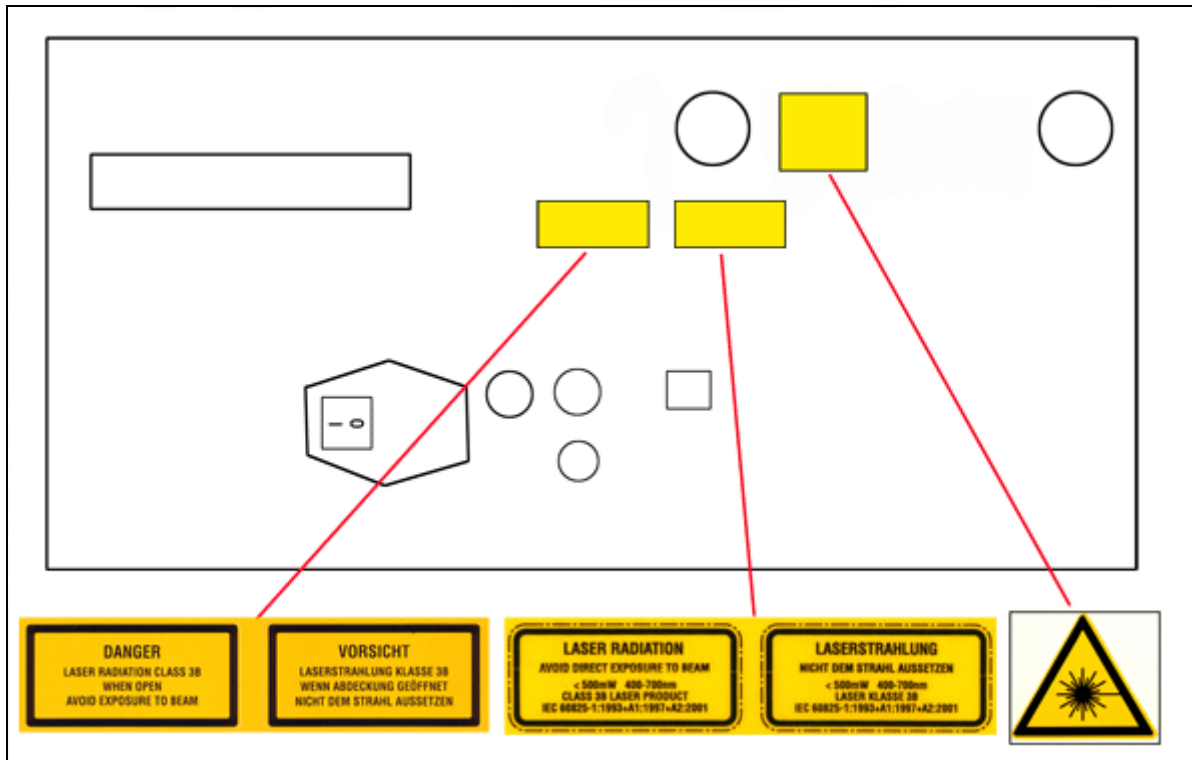 – 0
DANGER
LASER RADIATION CLASS 3B
WHEN OPEN
AVOID EXPOSURE TO BEAM
VORSICHT
LASERSTRAHLUNG KLASSE 3B
WENN ABDECKUNG GEÖFFNET
NICHT DEM STRAHL AUSSETZEN
LASER RADIATION
AVOID DIRECT EXPOSURE TO BEAM
<500mW 400-700nm
CLASS 3B LASER PRODUCT
IEC 60825-1:1993+A1:1997+A2:2001
LASERSTRAHLUNG
NICHT DEM STRAHL AUSSETZEN
<500mW 400-700nm
LASER KLASSE 3B
IEC 60825-1:1993+A1:1997+A2:2001